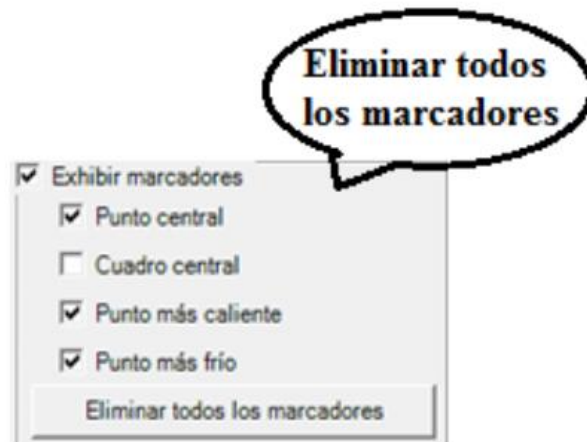 Eliminar todos
los marcadores
Exhibir marcadores
Punto central
Cuadro central
Punto más caliente
Punto más frío
Eliminar todos los marcadores